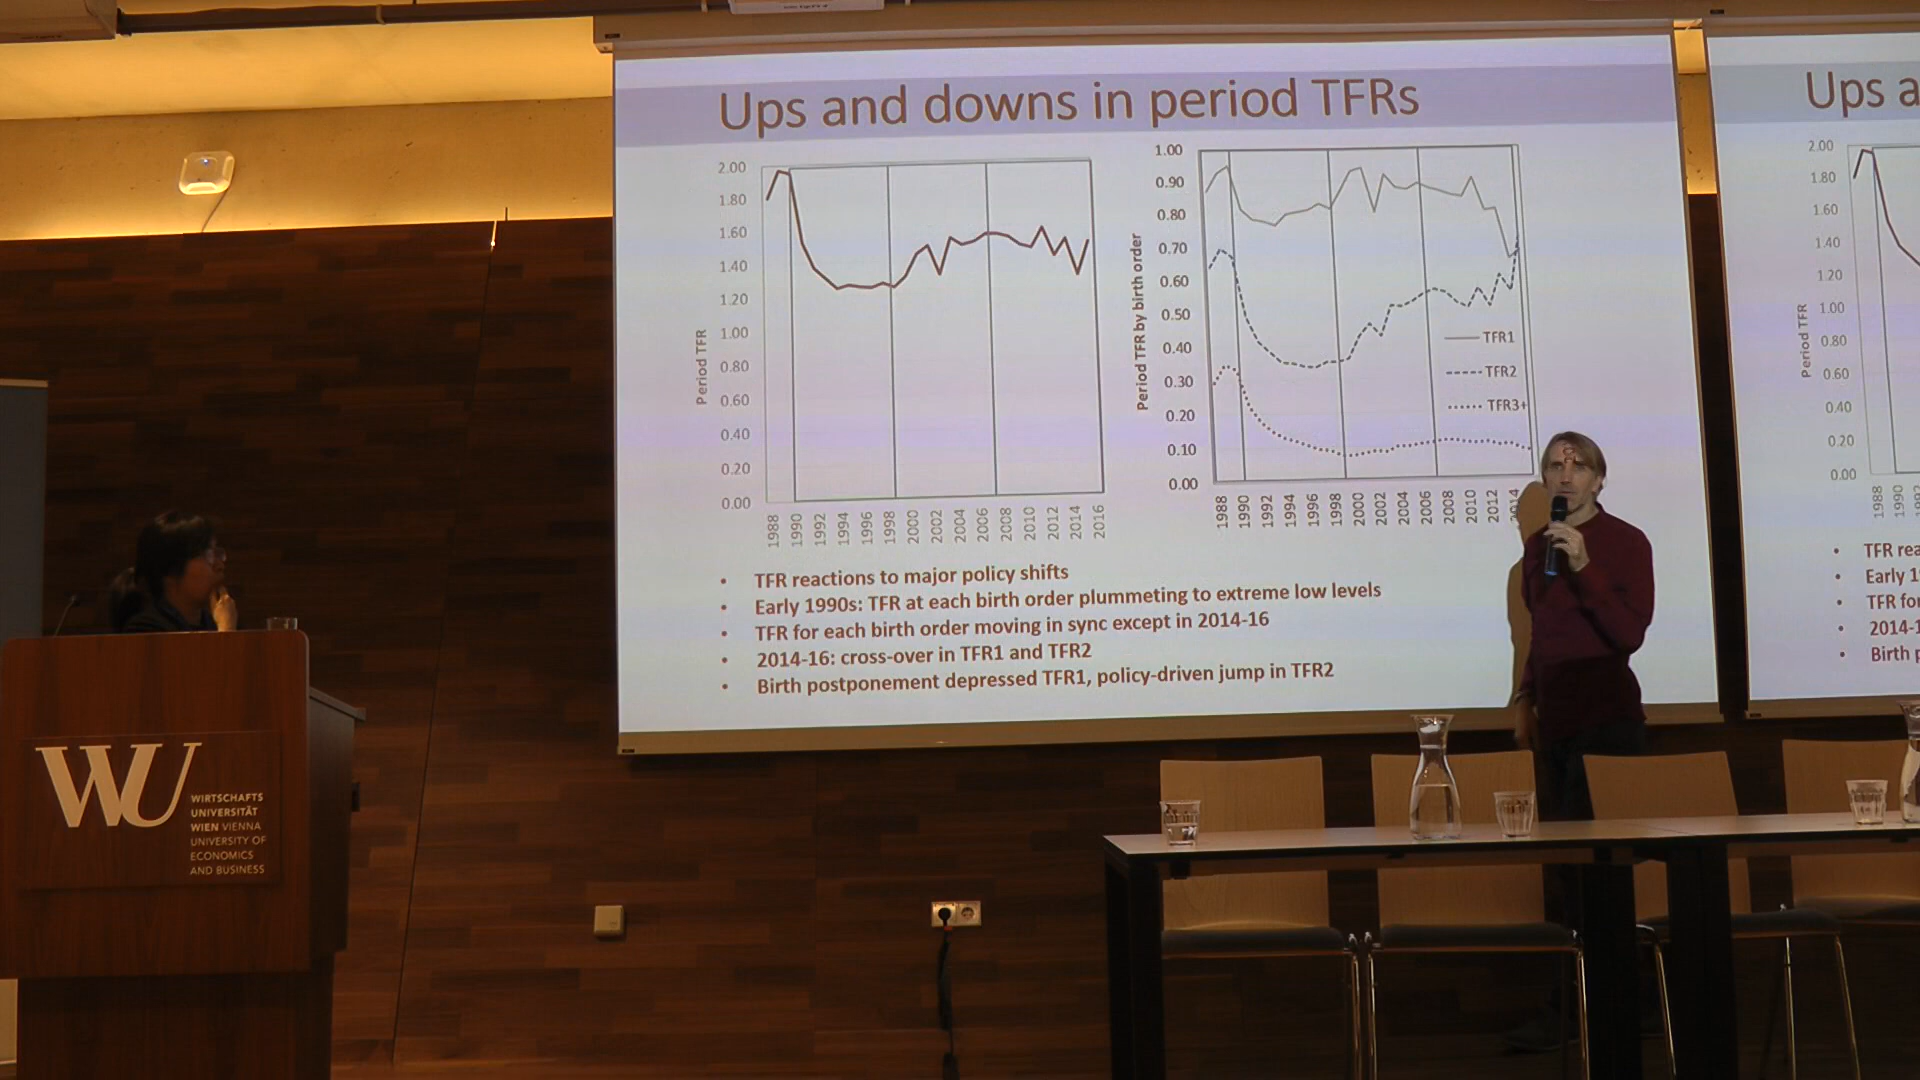 Ups and downs in period TFRs
2.00
1.80
1.60
1.40
1.20
1.00
0.80
0.60
0.40
0.20
0.00
Period TFR
1988
1990
1992
1994
1996
1998
2000
2002
2004
2006
2008
2010
2012
2014
2016
1.00
0.90
0.80
0.70
0.60
0.50
0.40
0.30
0.20
0.10
0.00
Period TFR by birth order
TFR1
TFR2
TFR3+
1988
1990
1992
1994
1996
1998
2000
2002
2004
2006
2008
2010
2012
2014
• TFR reactions to major policy shifts
• Early 1990s: TFR at each birth order plummeting to extreme low levels
• TFR for each birth order moving in sync except in 2014-16
• 2014-16: cross-over in TFR1 and TFR2
• Birth postponement depressed TFR1, policy-driven jump in TFR2
Ups a
2.00
1.80
1.60
1.40
1.20
1.00
0.80
0.60
0.40
0.20
0.00
Period TFR
1988
1990
• TFR rea
• Early 1
• TFR for
• 2014-1
• Birth p
WU
WIRTSCHAFTS
UNIVERSITÄT
WIEN VIENNA
UNIVERSITY OF
ECONOMICS
AND BUSINESS